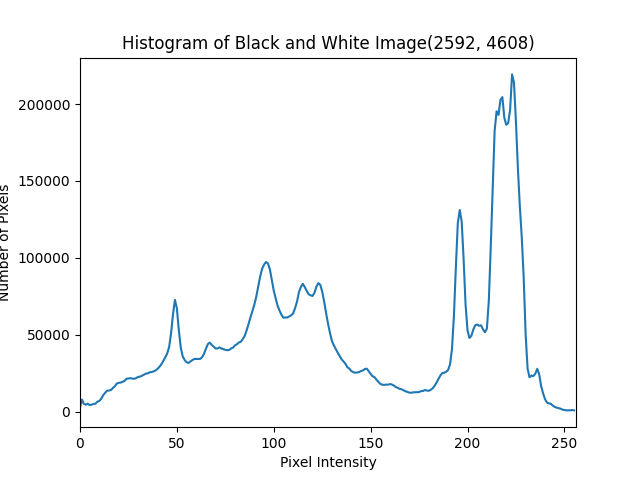 Histogram of Black and White Image(2592, 4608)
Number of Pixels
200000
150000
100000
50000
0
0 50 100 150 200 250
Pixel Intensity